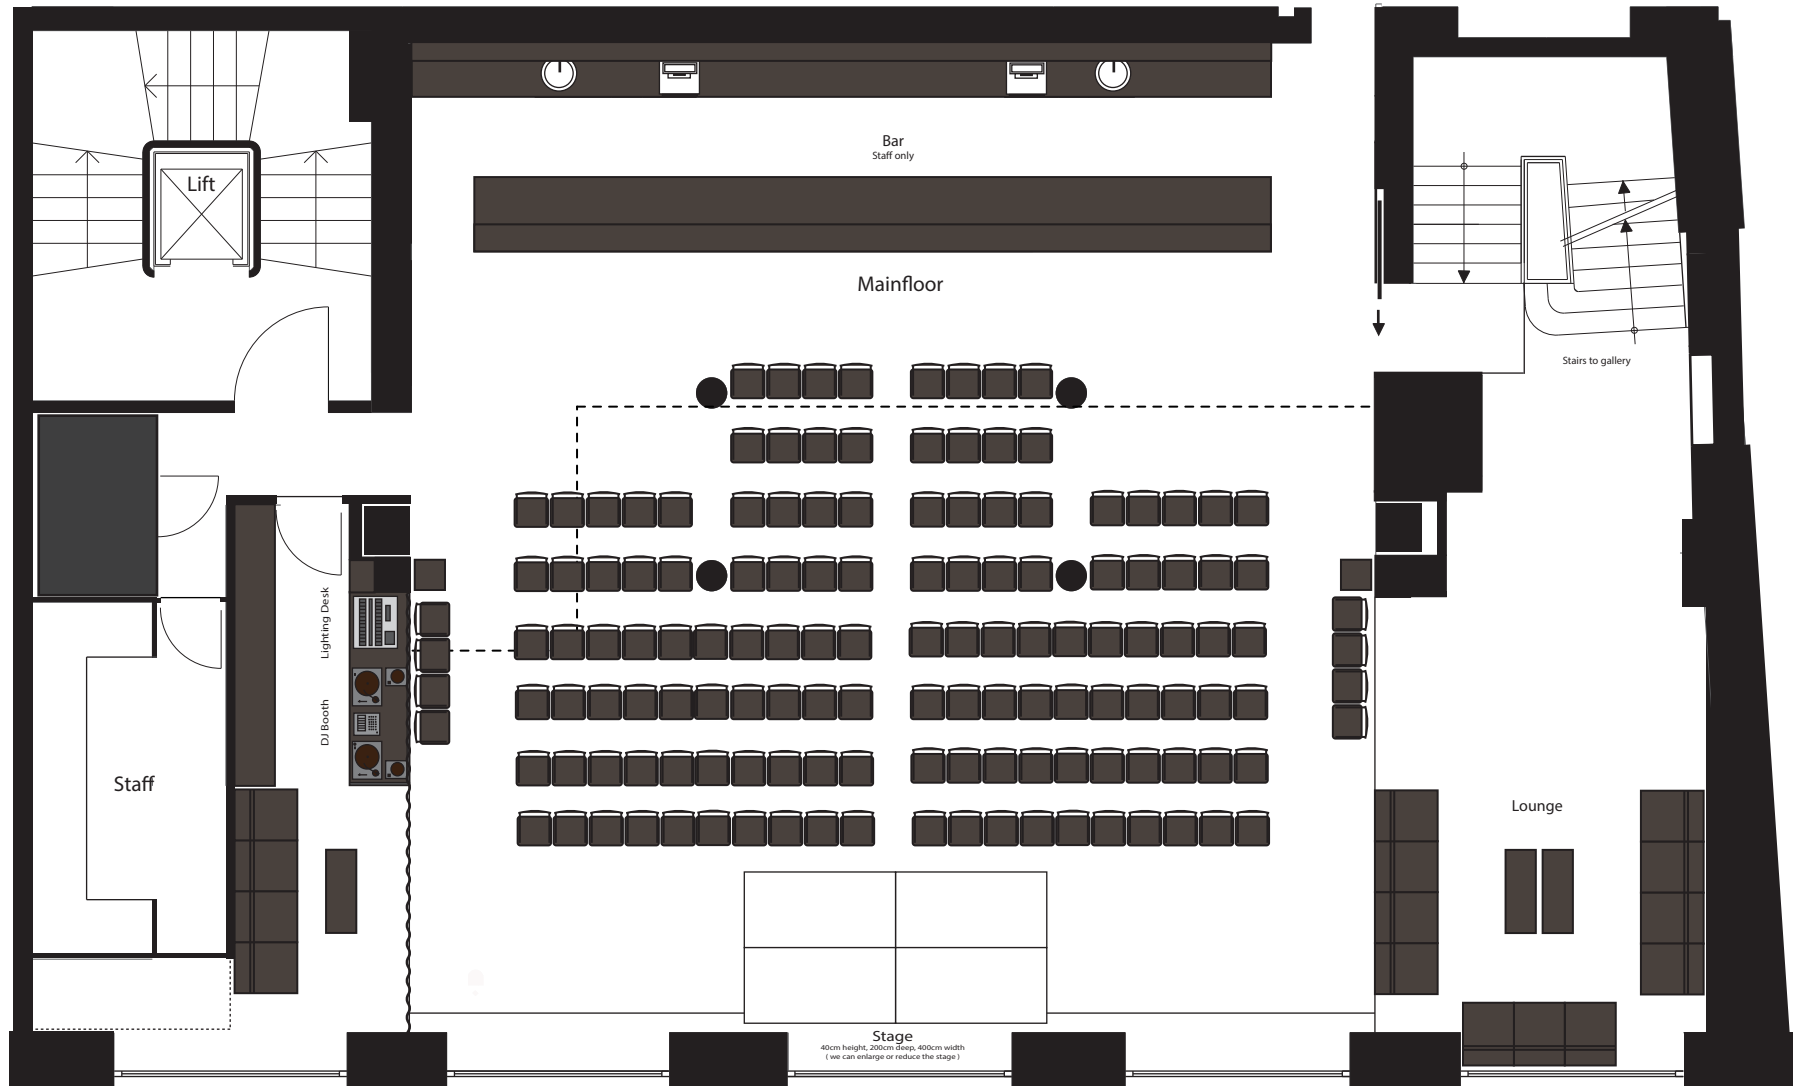 Lift
Bar
Staff only
Mainfloor
Stairs to gallery
Lighting Desk
DJ Booth
Staff
Lounge
Stage
40cm height, 200cm deep, 400cm width
( we can enlarge or reduce the stage )